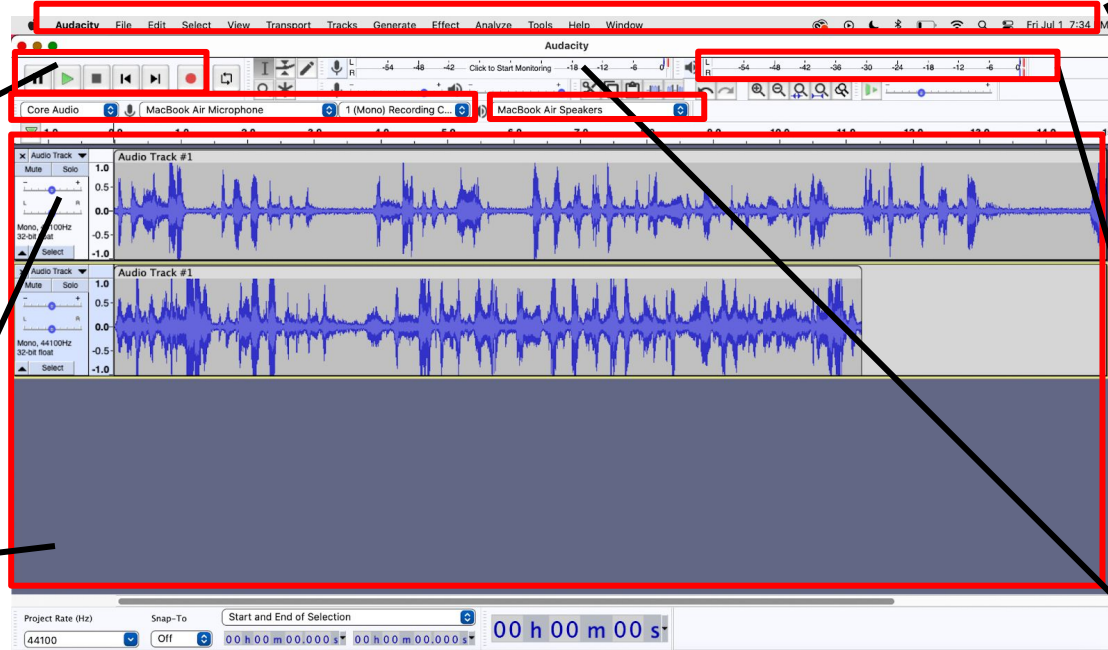 Audacity File Edit Select View Transport Tracks Generate Effect Analyze Tools Help Window Fri Jul 1 7:34
Audacity
L R -54 -48 -42 Click to Start Monitoring -18 -12 -6 0 L R -54 -48 -42 -36 -30 -24 -18 -12 -6 0
Core Audio MacBook Air Microphone 1 (Mono) Recording C... MacBook Air Speakers
Audio Track Audio Track #1
Mute Solo 1.0
- + 0.5
L R 0.0
Mono, 44100Hz -0.5
32-bit float
Select -1.0
Audio Track Audio Track #1
Mute Solo 1.0
- + 0.5
L R 0.0
Mono, 44100Hz -0.5
32-bit float
Select -1.0
Project Rate (Hz) Snap-To Start and End of Selection
44100 Off 00 h 00 m 00.000 s 00 h 00 m 00.000 s 00 h 00 m 00 s